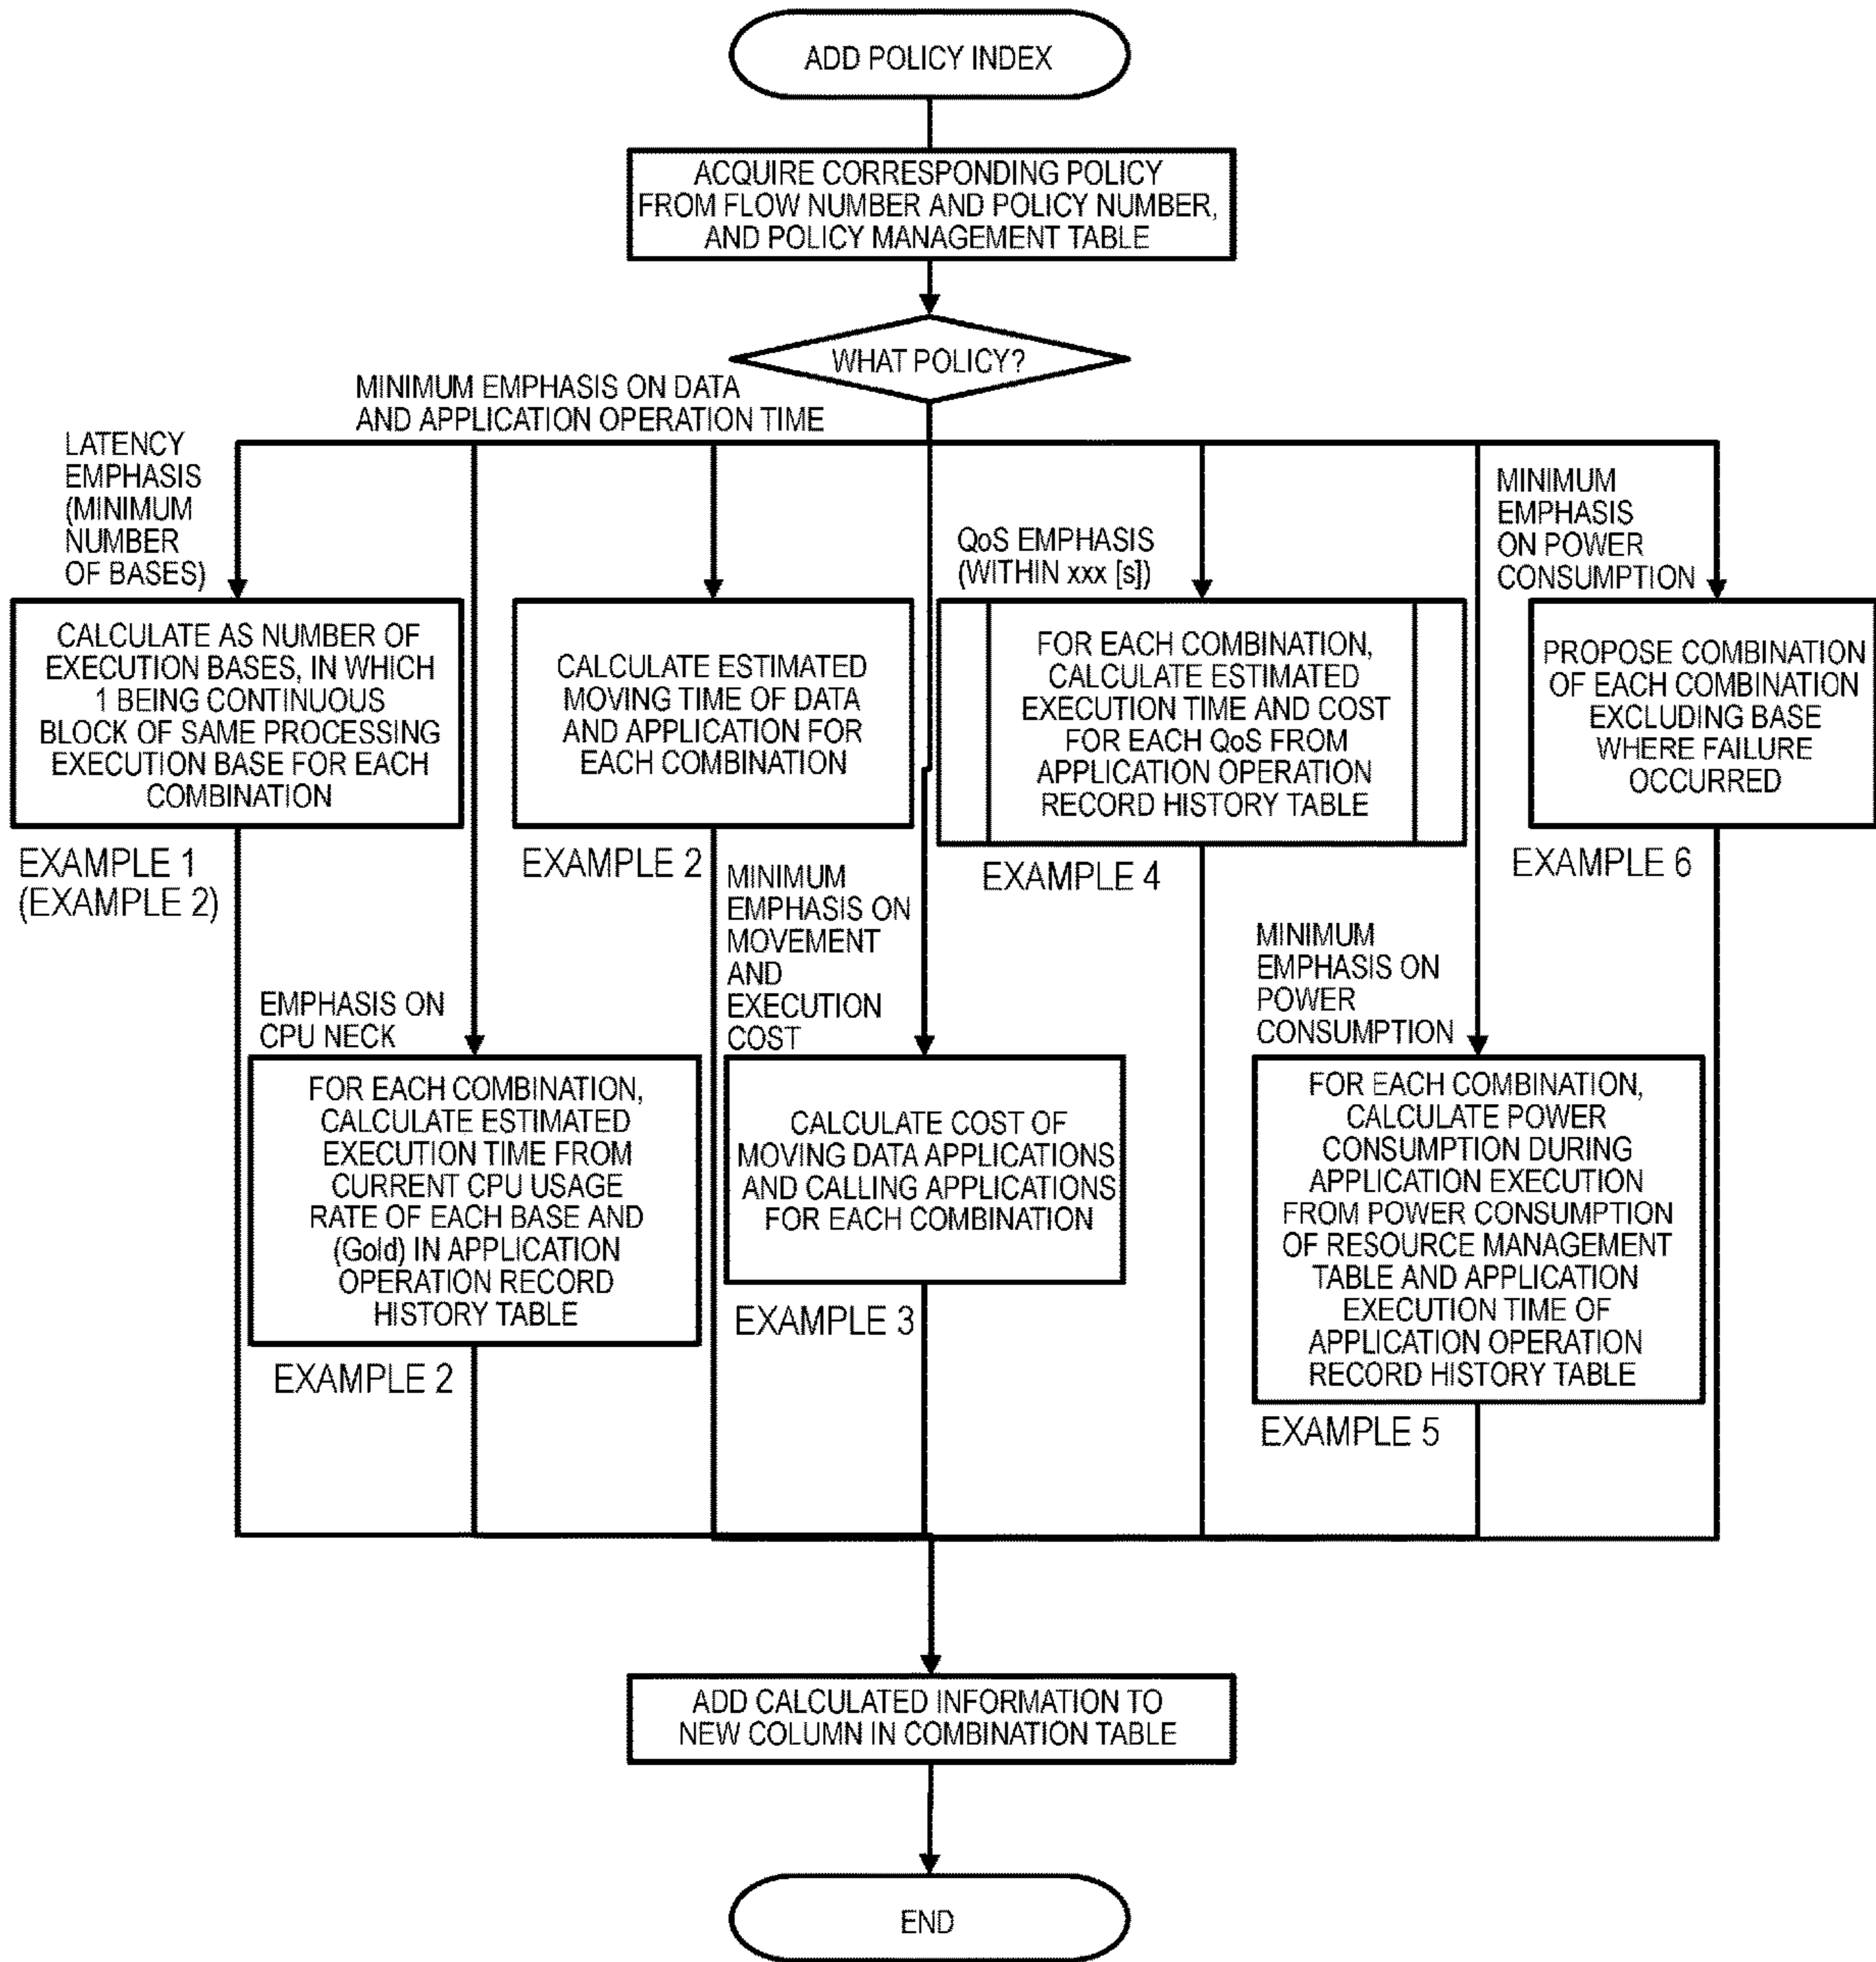 ADD POLICY INDEX
ACQUIRE CORRESPONDING POLICY
FROM FLOW NUMBER AND POLICY NUMBER,
AND POLICY MANAGEMENT TABLE
WHAT POLICY?
MINIMUM EMPHASIS ON DATA
AND APPLICATION OPERATION TIME
LATENCY
EMPHASIS
(MINIMUM
NUMBER
OF BASES)
QoS EMPHASIS
(WITHIN xxx [s])
MINIMUM
EMPHASIS
ON POWER
CONSUMPTION
CALCULATE AS NUMBER OF
EXECUTION BASES, IN WHICH
1 BEING CONTINUOUS
BLOCK OF SAME PROCESSING
EXECUTION BASE FOR EACH
COMBINATION
EXAMPLE 1
(EXAMPLE 2)
CALCULATE ESTIMATED
MOVING TIME OF DATA
AND APPLICATION FOR
EACH COMBINATION
EXAMPLE 2
FOR EACH COMBINATION,
CALCULATE ESTIMATED
EXECUTION TIME AND COST
FOR EACH QoS FROM
APPLICATION OPERATION
RECORD HISTORY TABLE
EXAMPLE 4
PROPOSE COMBINATION
OF EACH COMBINATION
EXCLUDING BASE
WHERE FAILURE
OCCURRED
EXAMPLE 6
EMPHASIS ON
CPU NECK
FOR EACH COMBINATION,
CALCULATE ESTIMATED
EXECUTION TIME FROM
CURRENT CPU USAGE
RATE OF EACH BASE AND
(Gold) IN APPLICATION
OPERATION RECORD
HISTORY TABLE
EXAMPLE 2
MINIMUM
EMPHASIS ON
MOVEMENT
AND
EXECUTION
COST
CALCULATE COST OF
MOVING DATA APPLICATIONS
AND CALLING APPLICATIONS
FOR EACH COMBINATION
EXAMPLE 3
MINIMUM
EMPHASIS ON
POWER
CONSUMPTION
FOR EACH COMBINATION,
CALCULATE POWER
CONSUMPTION DURING
APPLICATION EXECUTION
FROM POWER CONSUMPTION
OF RESOURCE MANAGEMENT
TABLE AND APPLICATION
EXECUTION TIME OF
APPLICATION OPERATION
RECORD HISTORY TABLE
EXAMPLE 5
ADD CALCULATED INFORMATION TO
NEW COLUMN IN COMBINATION TABLE
END